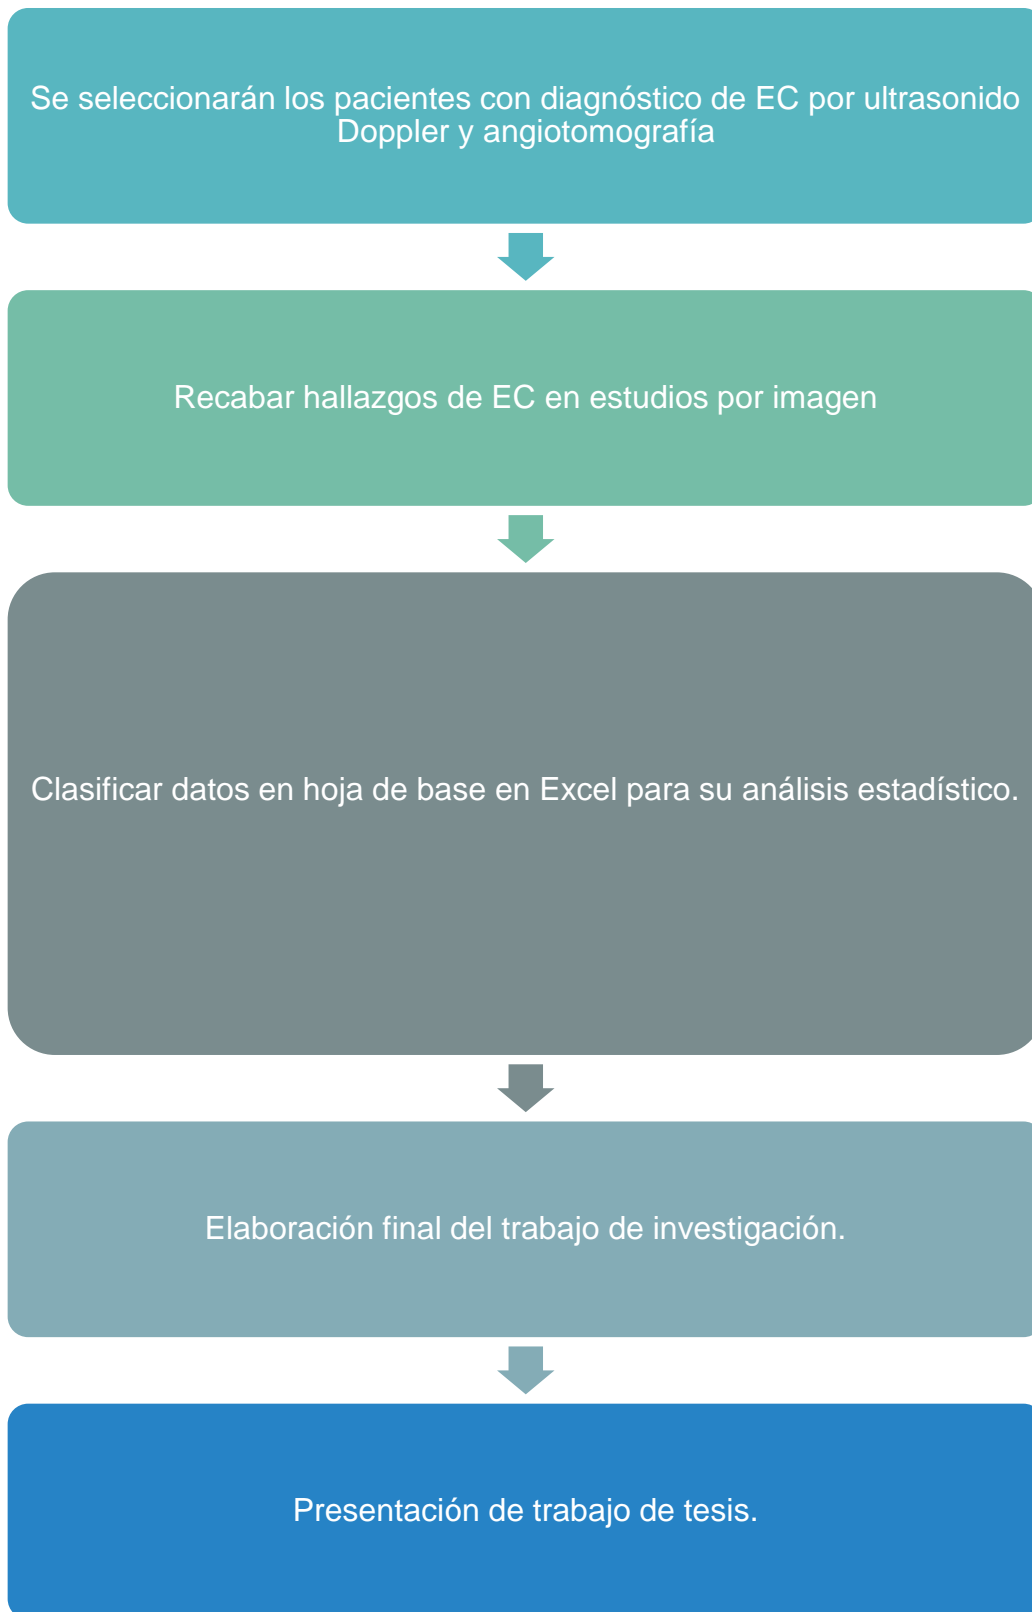 Se seleccionarán los pacientes con diagnóstico de EC por ultrasonido
Doppler y angiotomografía
Recabar hallazgos de EC en estudios por imagen
Clasificar datos en hoja de base en Excel para su análisis estadístico.
Elaboración final del trabajo de investigación.
Presentación de trabajo de tesis.